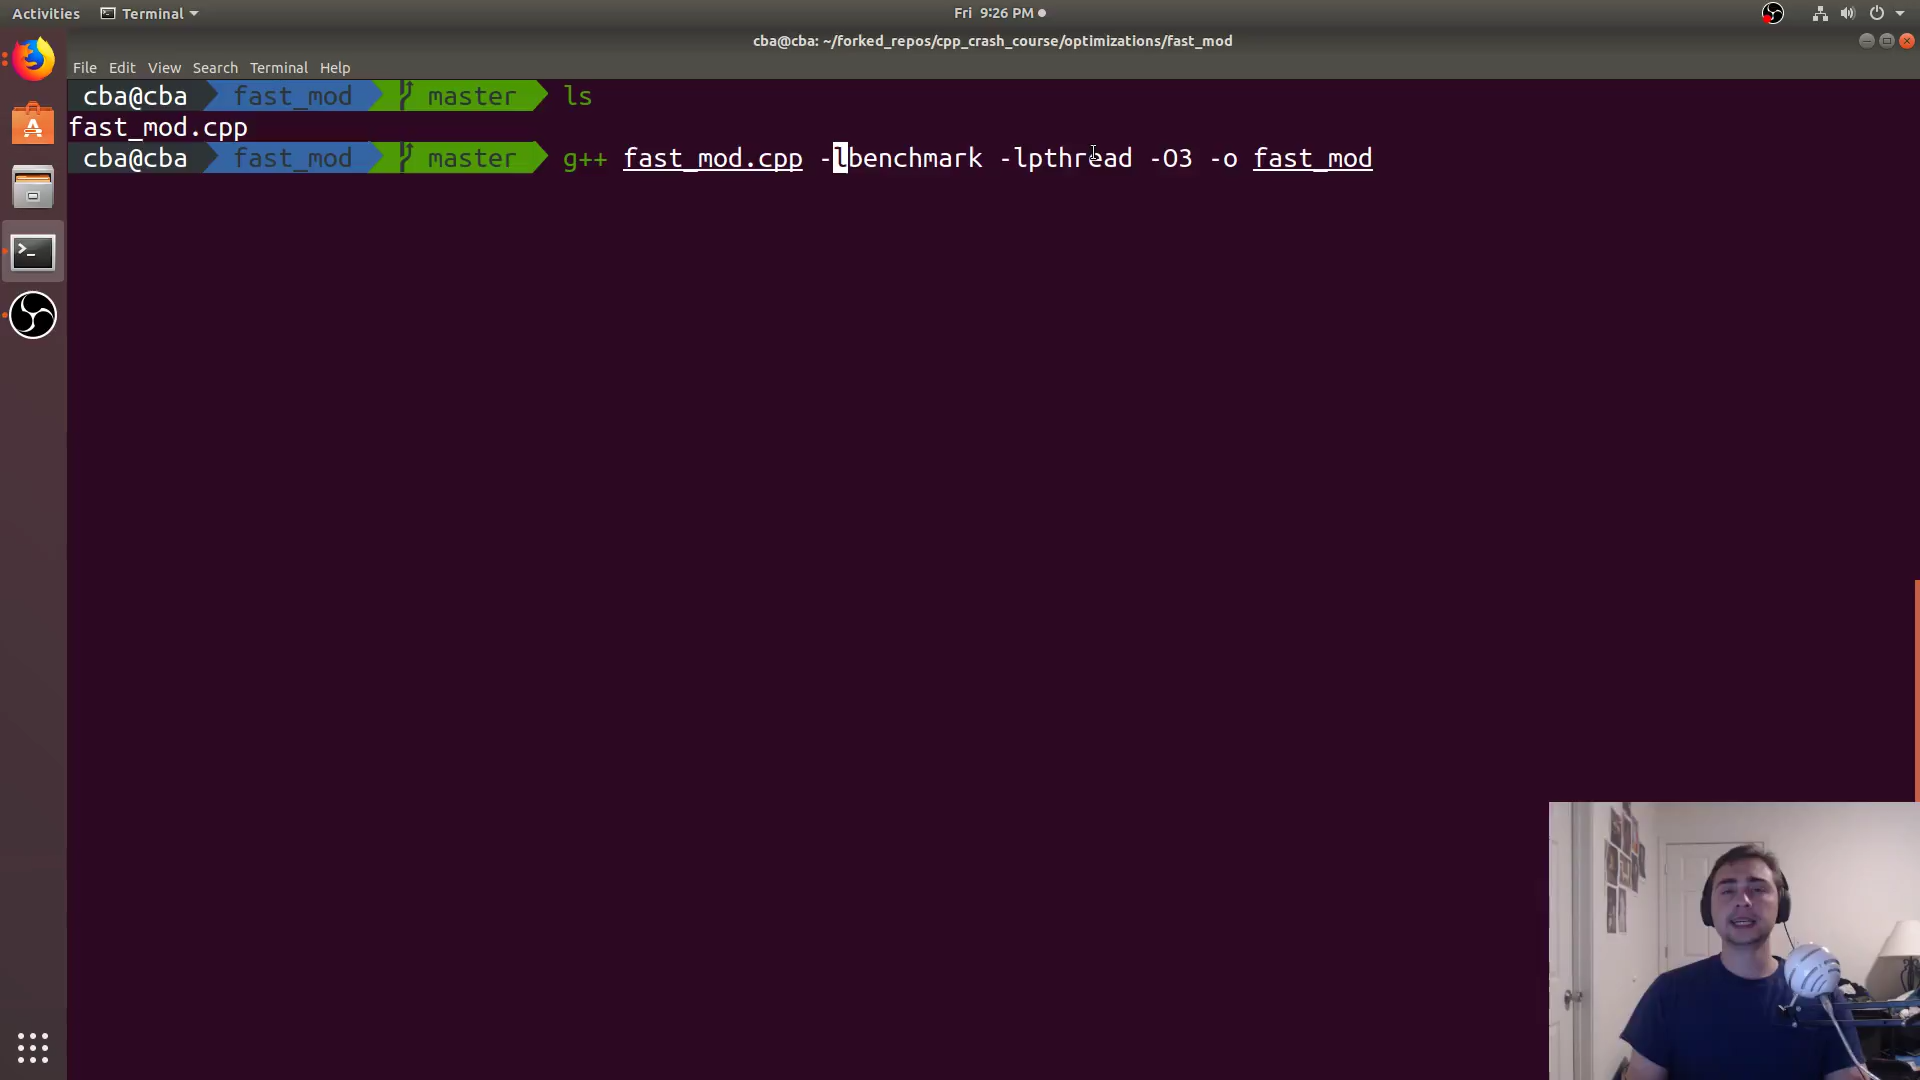 Activities Terminal Fri 9:26 PM
cba@cba: ~/forked_repos/cpp_crash_course/optimizations/fast_mod
File Edit View Search Terminal Help
cba@cba fast_mod master ls
fast_mod.cpp
cba@cba fast_mod master g++ fast_mod.cpp -lbenchmark -lpthread -O3 -o fast_mod